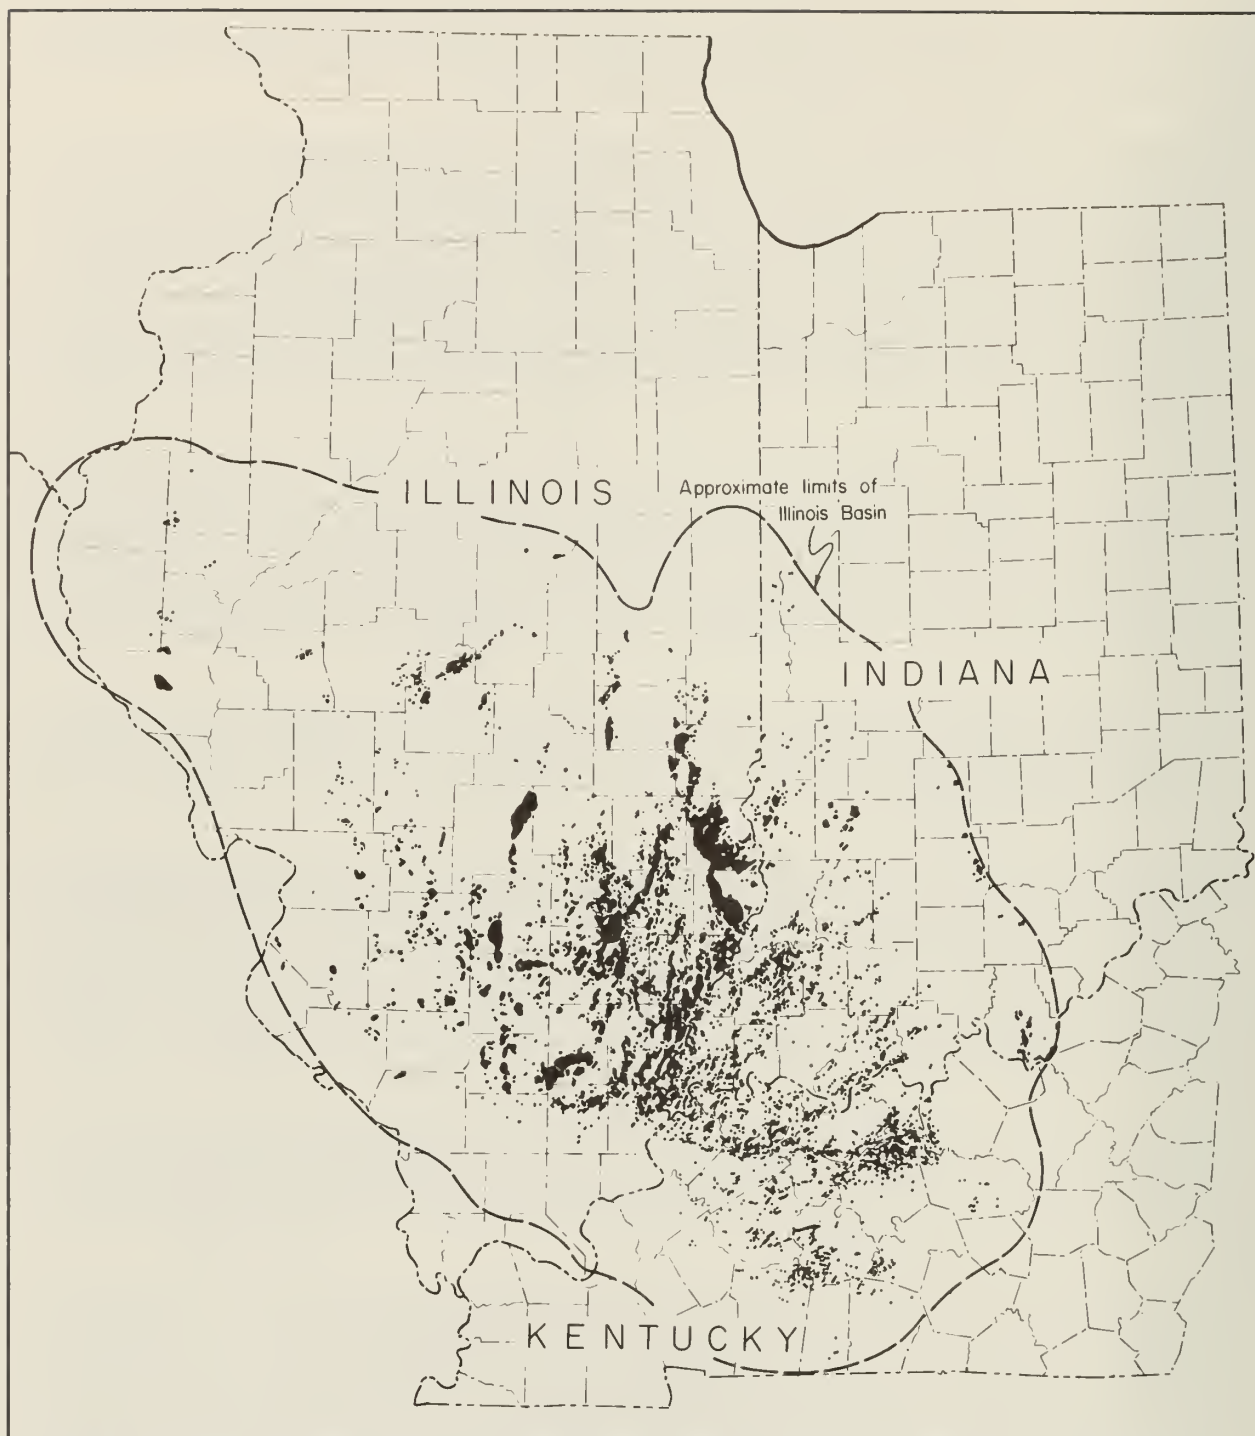 ILLINOIS
Approximate limits of
Illinois Basin
INDIANA
KENTUCKY